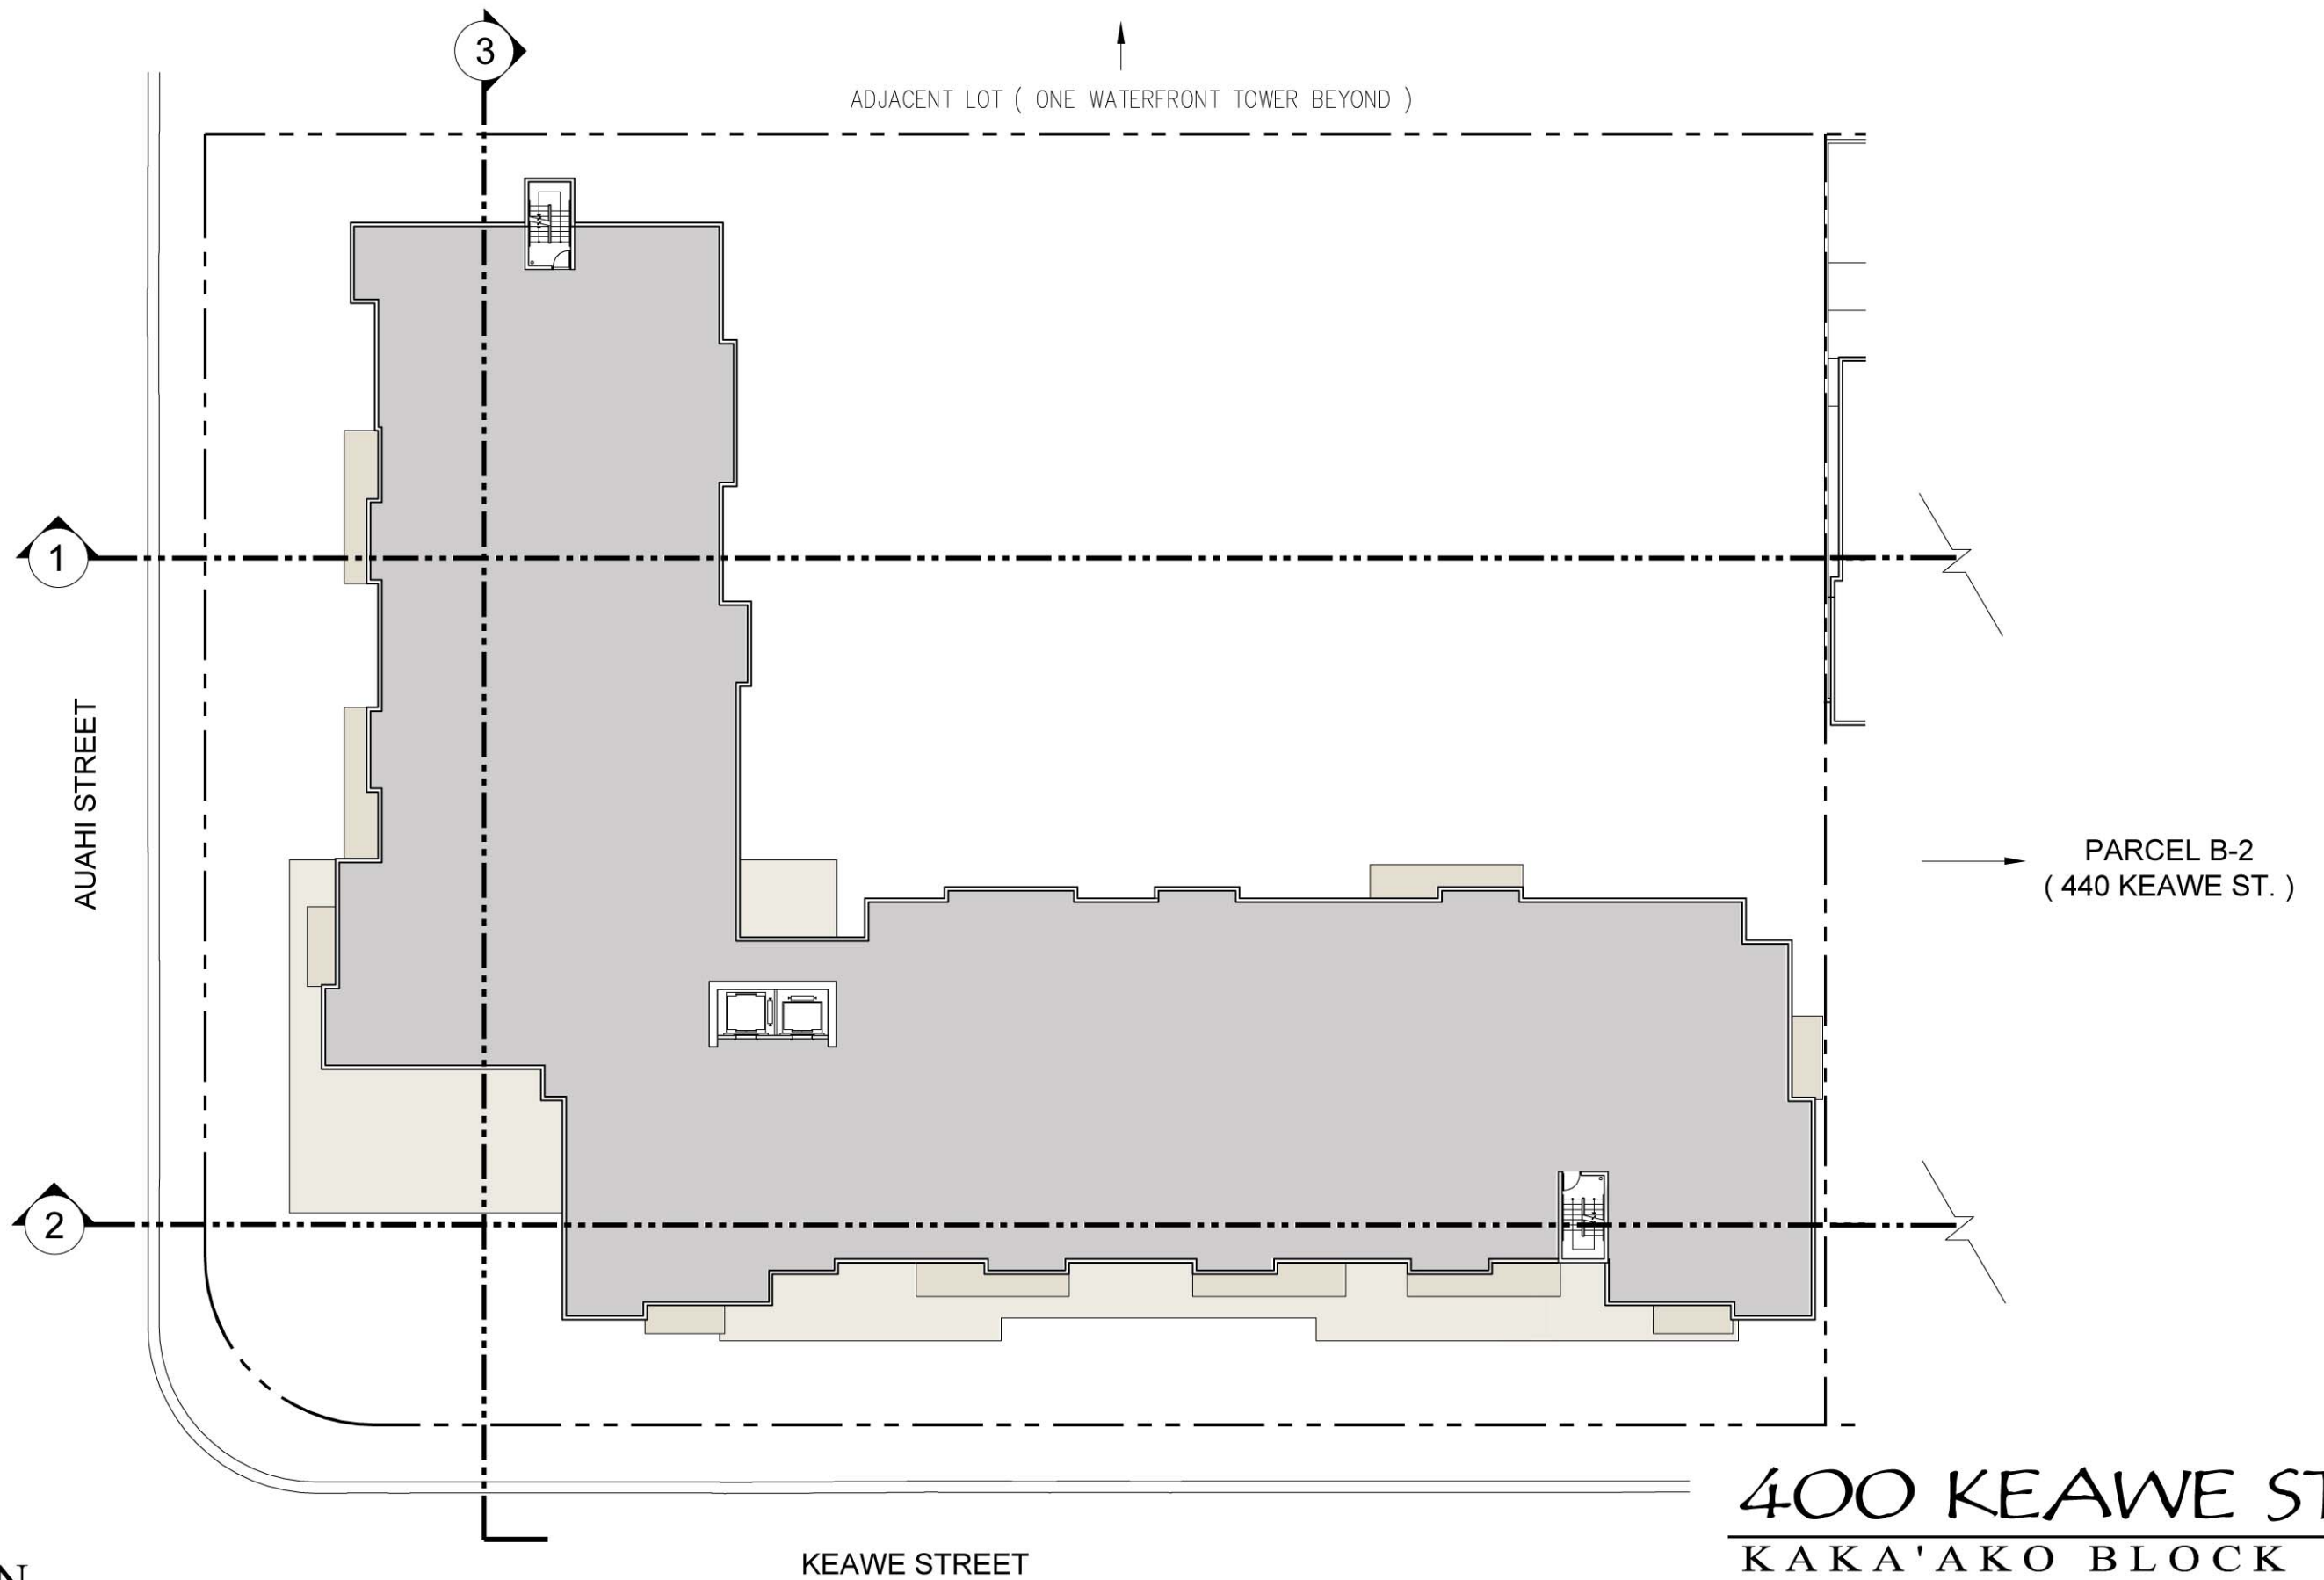 3
ADJACENT LOT ( ONE WATERFRONT TOWER BEYOND )
1
AUAHI STREET
PARCEL B-2
( 440 KEAWE ST. )
2
400 KEAWE ST
KAKA'AKO BLOCK
KEAWE STREET
N